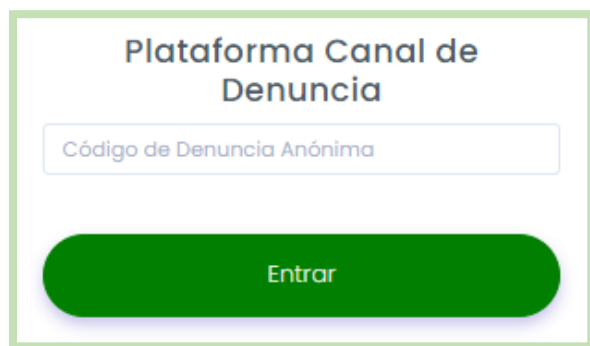 Plataforma Canal de
Denuncia
Código de Denuncia Anónima
Entrar